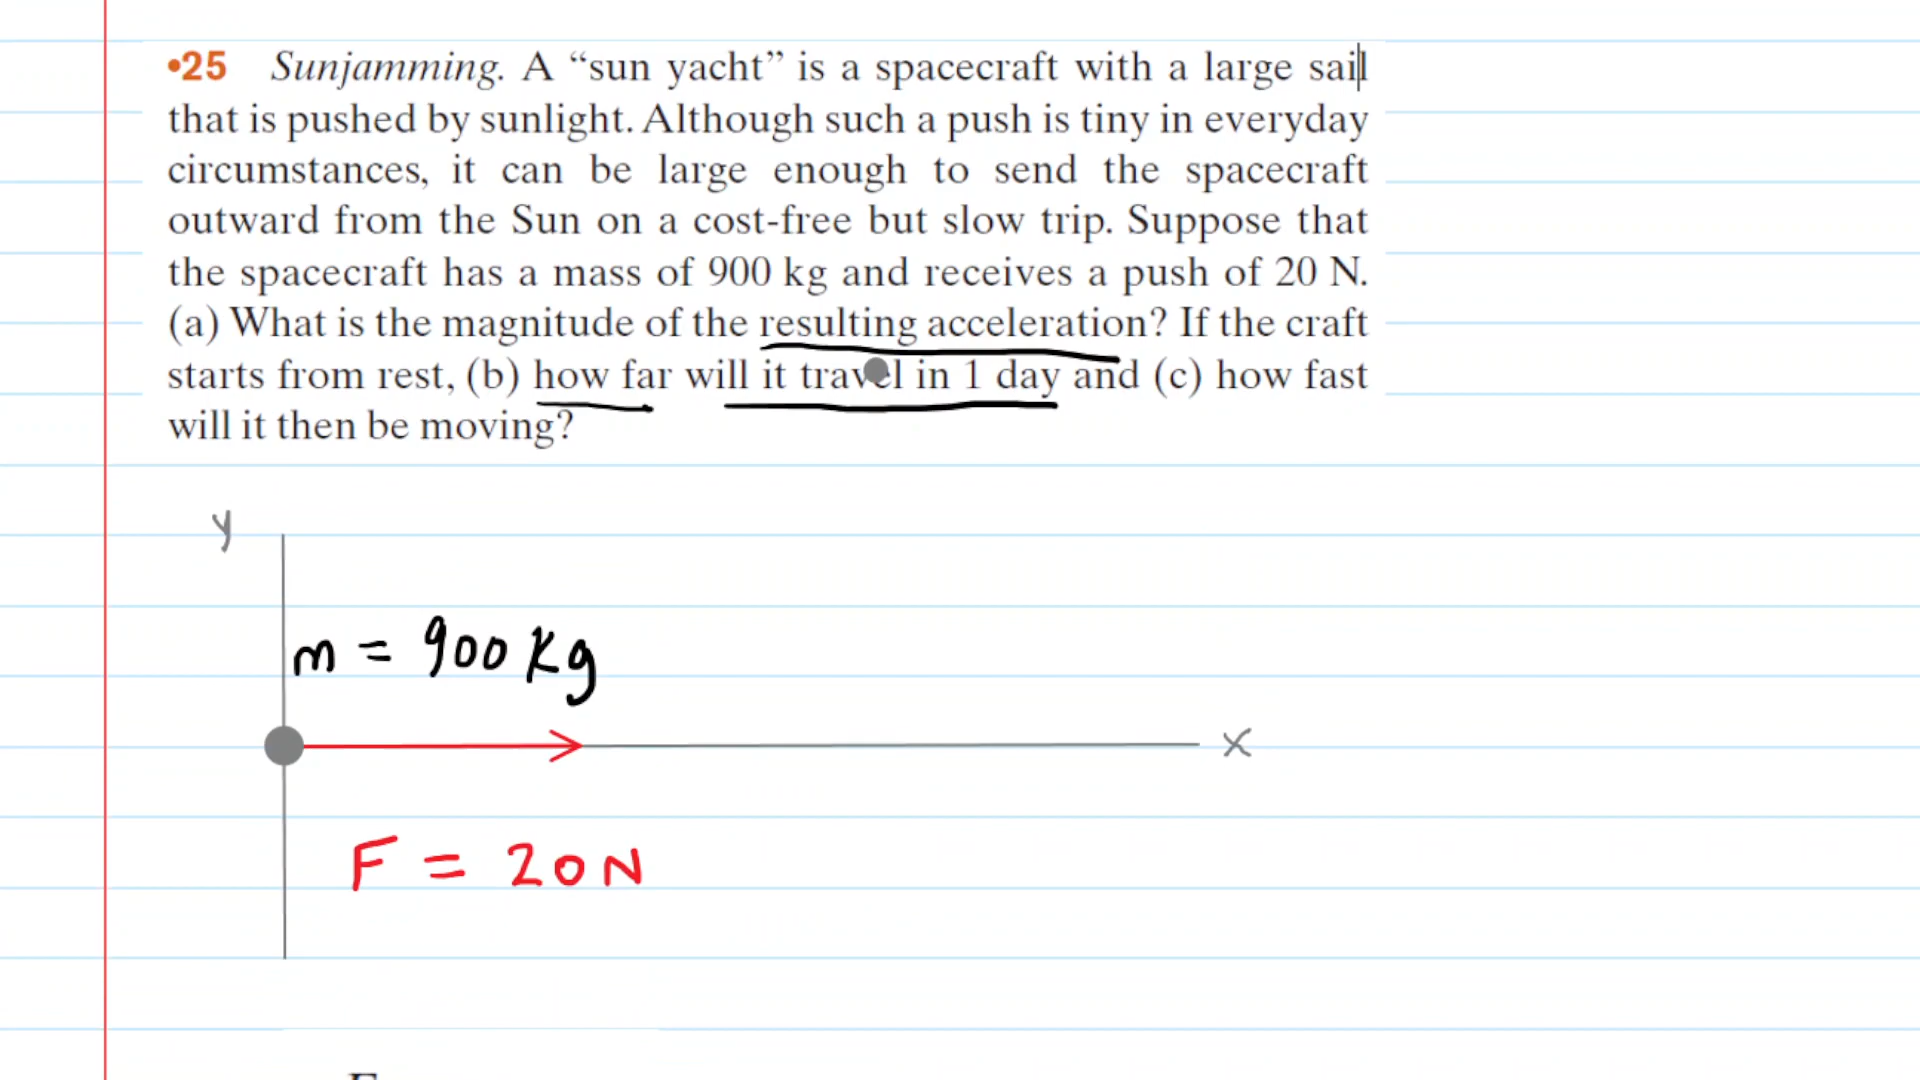 •25 Sunjamming. A “sun yacht” is a spacecraft with a large sail
that is pushed by sunlight. Although such a push is tiny in everyday
circumstances, it can be large enough to send the spacecraft
outward from the Sun on a cost-free but slow trip. Suppose that
the spacecraft has a mass of 900 kg and receives a push of 20 N.
(a) What is the magnitude of the resulting acceleration? If the craft
starts from rest, (b) how far will it travel in 1 day and (c) how fast
will it then be moving?
y
m = 900 kg
x
F = 20 N